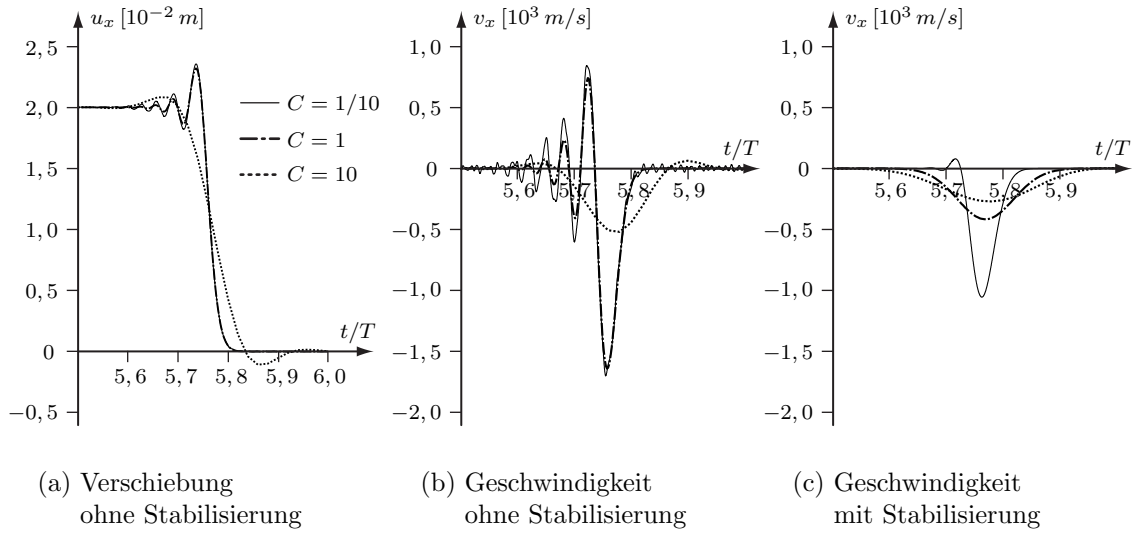 u_x [10⁻² m]
2, 5
2, 0
1, 5
1, 0
0, 5
0
−0, 5
5, 6 5, 7 5, 8 5, 9 6, 0
t/T
C = 1/10
C = 1
C = 10
(a) Verschiebung
ohne Stabilisierung
v_x [10³ m/s]
1, 0
0, 5
0
−0, 5
−1, 0
−1, 5
−2, 0
5, 6 5, 7 5, 8 5, 9
t/T
(b) Geschwindigkeit
ohne Stabilisierung
v_x [10³ m/s]
1, 0
0, 5
0
−0, 5
−1, 0
−1, 5
−2, 0
5, 6 5, 7 5, 8 5, 9
t/T
(c) Geschwindigkeit
mit Stabilisierung